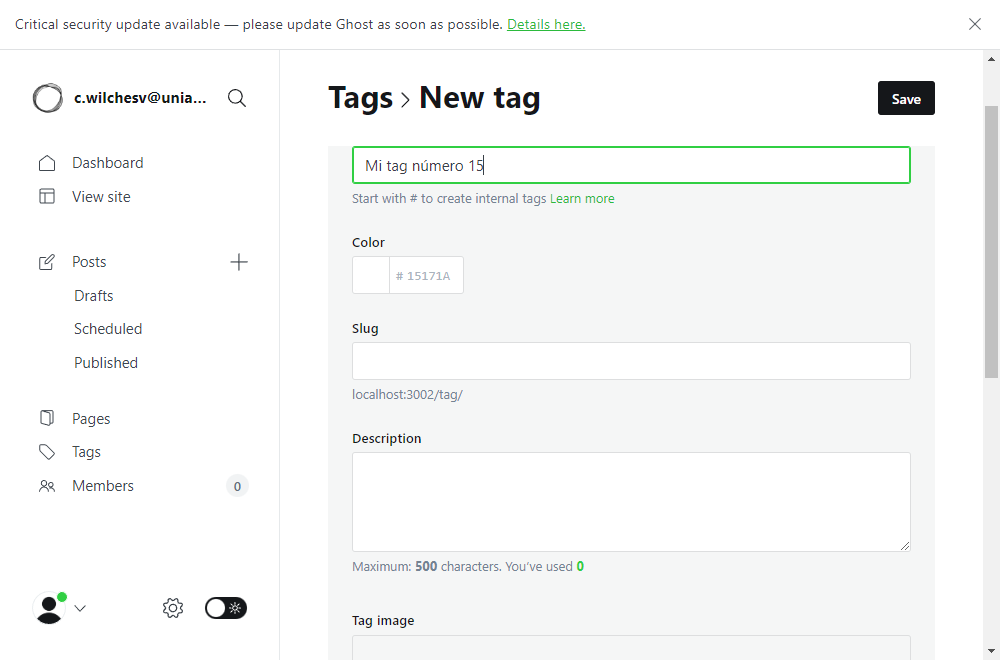 Critical security update available — please update Ghost as soon as possible. Details here.
c.wilchesv@unia...
Dashboard
View site
Posts
Drafts
Scheduled
Published
Pages
Tags
Members
0
Tags > New tag
Save
Mi tag número 15
Start with # to create internal tags Learn more
Color
# 15171A
Slug
localhost:3002/tag/
Description
Maximum: 500 characters. You’ve used 0
Tag image